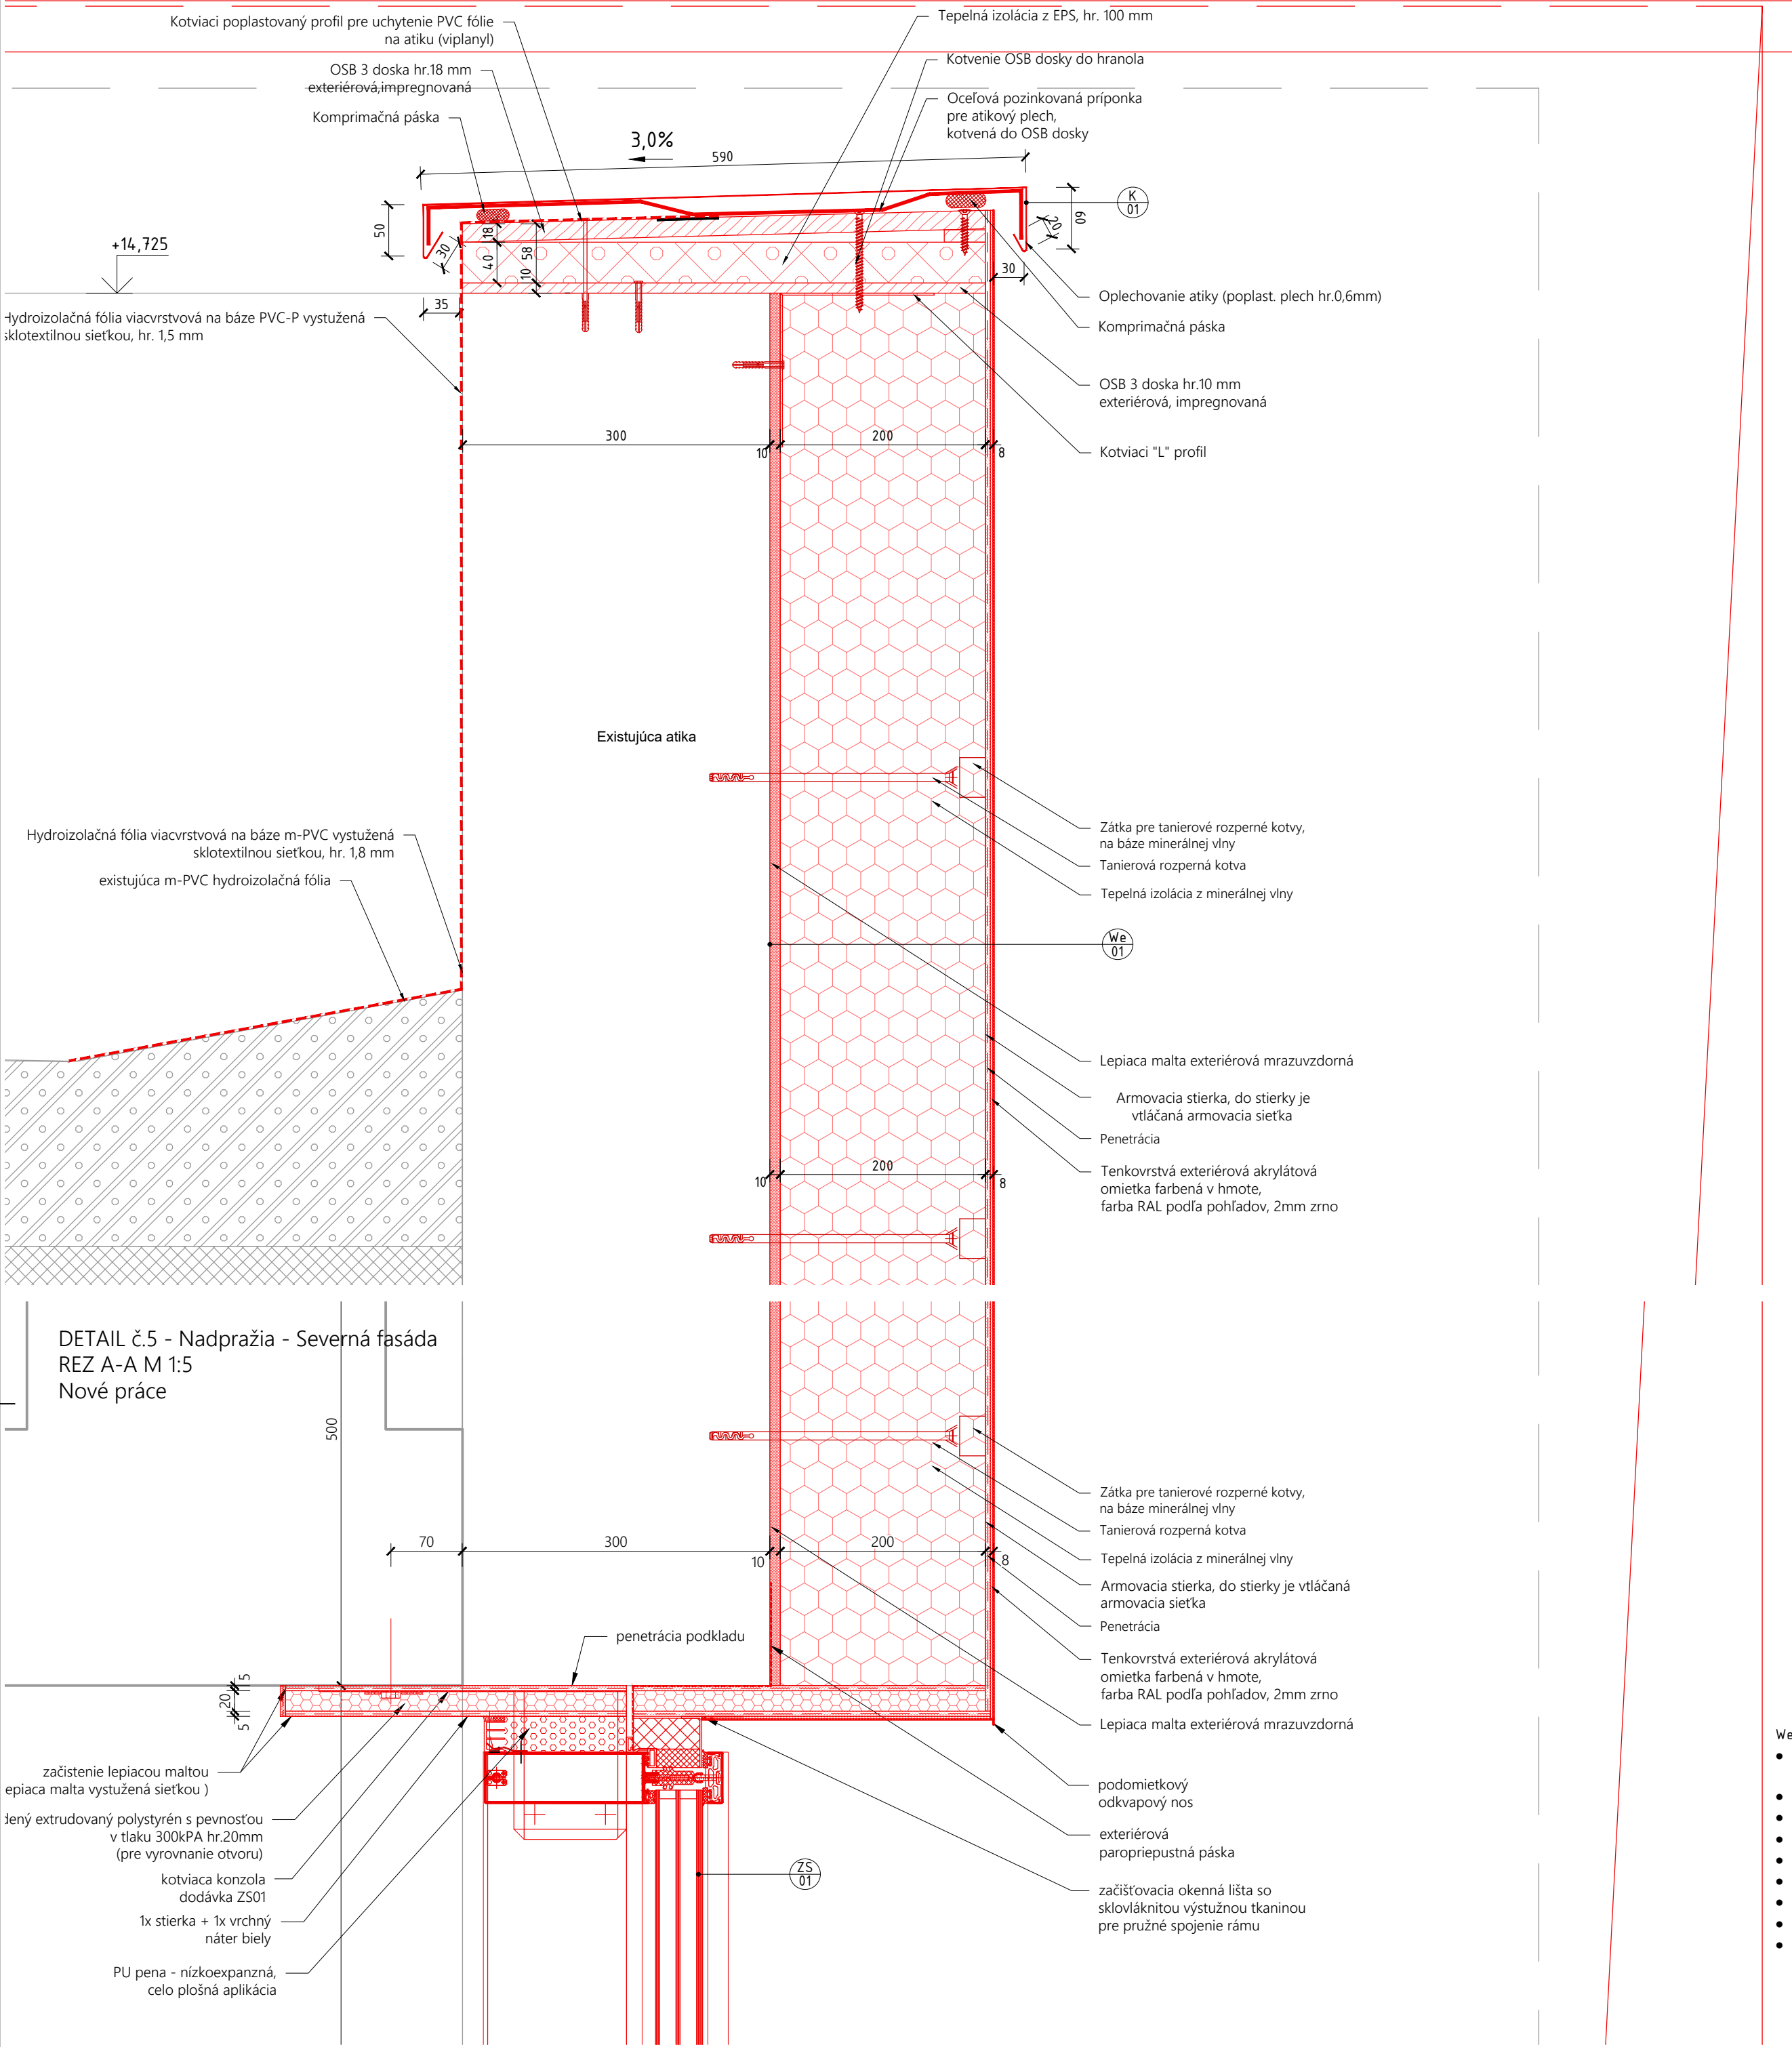 Kotviaci poplastovaný profil pre uchytenie PVC fólie
na atiku (viplanyl)
OSB 3 doska hr.18 mm
exteriérová,impregnovaná
Komprimačná páska
Tepelná izolácia z EPS, hr. 100 mm
Kotvenie OSB dosky do hranola
Oceľová pozinkovaná príponka
pre atikový plech,
kotvená do OSB dosky
3,0%
590
K
01
50
60
20
30
18
40
58
10
30
35
+14,725
Oplechovanie atiky (poplast. plech hr.0,6mm)
Komprimačná páska
Hydroizolačná fólia viacvrstvová na báze PVC-P vystužená
sklotextilnou sieťkou, hr. 1,5 mm
OSB 3 doska hr.10 mm
exteriérová, impregnovaná
Kotviaci "L" profil
300
10
200
8
Existujúca atika
Hydroizolačná fólia viacvrstvová na báze m-PVC vystužená
sklotextilnou sieťkou, hr. 1,8 mm
existujúca m-PVC hydroizolačná fólia
Zátka pre tanierové rozperné kotvy,
na báze minerálnej vlny
Tanierová rozperná kotva
Tepelná izolácia z minerálnej vlny
We
01
Lepiaca malta exteriérová mrazuvzdorná
Armovacia stierka, do stierky je
vtláčaná armovacia sieťka
Penetrácia
Tenkovrstvá exteriérová akrylátová
omietka farbená v hmote,
farba RAL podľa pohľadov, 2mm zrno
10
200
8
DETAIL č.5 - Nadpražia - Severná fasáda
REZ A-A M 1:5
Nové práce
500
Zátka pre tanierové rozperné kotvy,
na báze minerálnej vlny
Tanierová rozperná kotva
Tepelná izolácia z minerálnej vlny
Armovacia stierka, do stierky je vtláčaná
armovacia sieťka
Penetrácia
Tenkovrstvá exteriérová akrylátová
omietka farbená v hmote,
farba RAL podľa pohľadov, 2mm zrno
Lepiaca malta exteriérová mrazuvzdorná
70
300
10
200
8
penetrácia podkladu
5
20
5
začistenie lepiacou maltou
epiaca malta vystužená sieťkou )
dený extrudovaný polystyrén s pevnosťou
v tlaku 300kPA hr.20mm
(pre vyrovnanie otvoru)
kotviaca konzola
dodávka ZS01
1x stierka + 1x vrchný
náter biely
PU pena - nízkoexpanzná,
celo plošná aplikácia
podomietkový
odkvapový nos
exteriérová
paropriepustná páska
začišťovacia okenná lišta so
sklovláknitou výstužnou tkaninou
pre pružné spojenie rámu
ZS
01
We